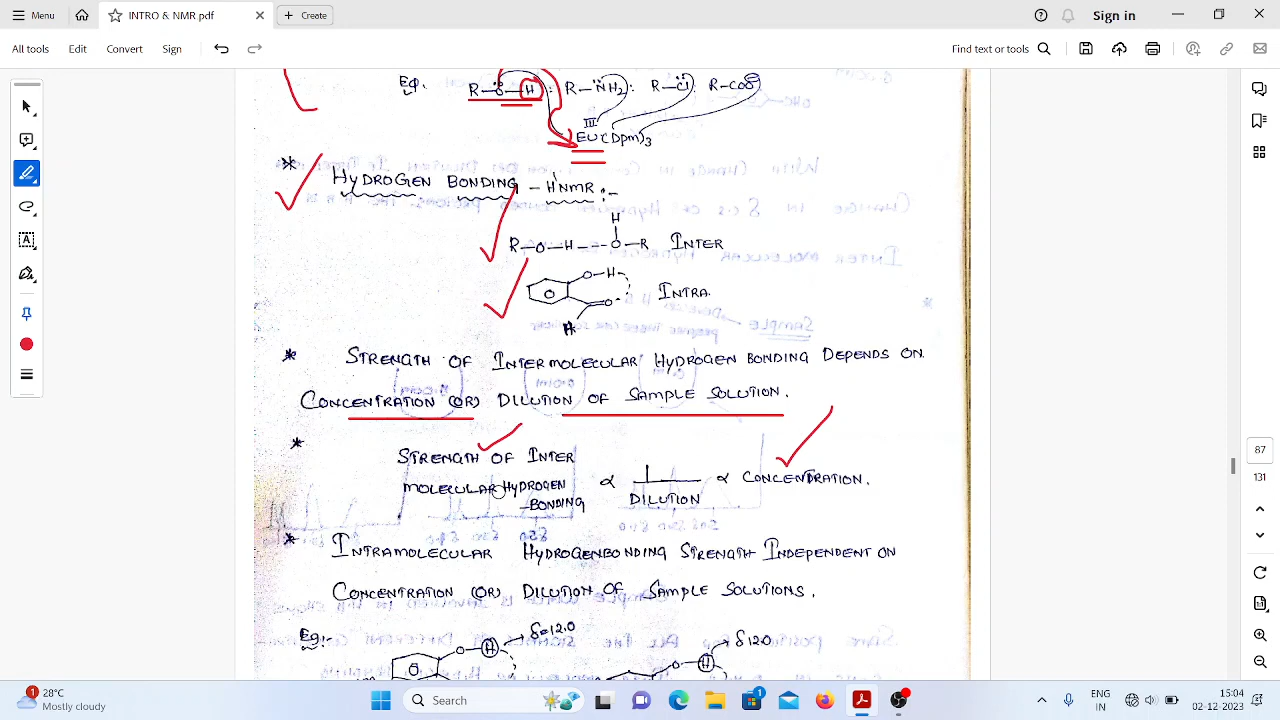 Menu
INTRO & NMR.pdf
+ Create
Sign in
All tools Edit Convert Sign
Find text or tools
Eg.
R-O-H: R-NH2: R-Cl R-COO
III
EU(Dpm)3
* HYDROGEN BONDING - H'NMR :-
H
R-O-H---O-R INTER
O-H
O
INTRA.
H
* STRENGTH OF INTERMOLECULAR HYDROGEN BONDING DEPENDS ON
CONCENTRATION (OR) DILUTION OF SAMPLE SOLUTION.
*
STRENGTH OF INTER
MOLECULAR HYDROGEN
-BONDING
∝ 1
DILUTION
∝ CONCENTRATION.
* INTRAMOLECULAR HYDROGENBONDING STRENGTH INDEPENDENT ON
CONCENTRATION (OR) DILUTION OF SAMPLE SOLUTIONS.
Eg:-
O-H δ=12.0
O-H δ 12.0
87
131
1
28°C
Mostly cloudy
Search
1
ENG
IN
15:04
02-12-2023